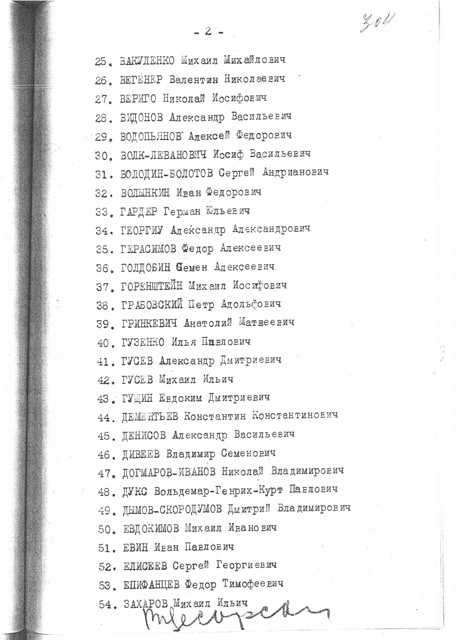 - 2 -
25. ВАКУЛЕНКО Михаил Михайлович
26. ВЕГЕНЕР Валентин Николаевич
27. ВЕРИГО Николай Иосифович
28. ВИДОНОВ Александр Васильевич
29. ВОДОПЬЯНОВ Алексей Федорович
30. ВОЛК-ЛЕВАНОВИЧ Иосиф Васильевич
31. ВОЛОДИН-БОЛОТОВ Сергей Андрианович
32. ВОЛЫНКИН Иван Федорович
33. ГАРДЕР Герман Юльевич
34. ГЕОРГИУ Александр Александрович
35. ГЕРАСИМОВ Федор Алексеевич
36. ГОЛДОБИН Семен Алексеевич
37. ГОРЕНШТЕЙН Михаил Иосифович
38. ГРАБОВСКИЙ Петр Адольфович
39. ГРИНКЕВИЧ Анатолий Матвеевич
40. ГУЗЕНКО Илья Павлович
41. ГУСЕВ Александр Дмитриевич
42. ГУСЕВ Михаил Ильич
43. ГУЩИН Евдоким Дмитриевич
44. ДЕМЕНТЬЕВ Константин Константинович
45. ДЕНИСОВ Александр Васильевич
46. ДИВЕЕВ Владимир Семенович
47. ДОГМАРОВ-ИВАНОВ Николай Владимирович
48. ДУКС Вольдемар-Генрих-Курт Павлович
49. ДЫМОВ-СКОРОДУМОВ Дмитрий Владимирович
50. ЕВДОКИМОВ Михаил Иванович
51. ЕВИН Иван Павлович
52. ЕЛИСЕЕВ Сергей Георгиевич
53. ЕПИФАНЦЕВ Федор Тимофеевич
54. ЗАХАРОВ Михаил Ильич